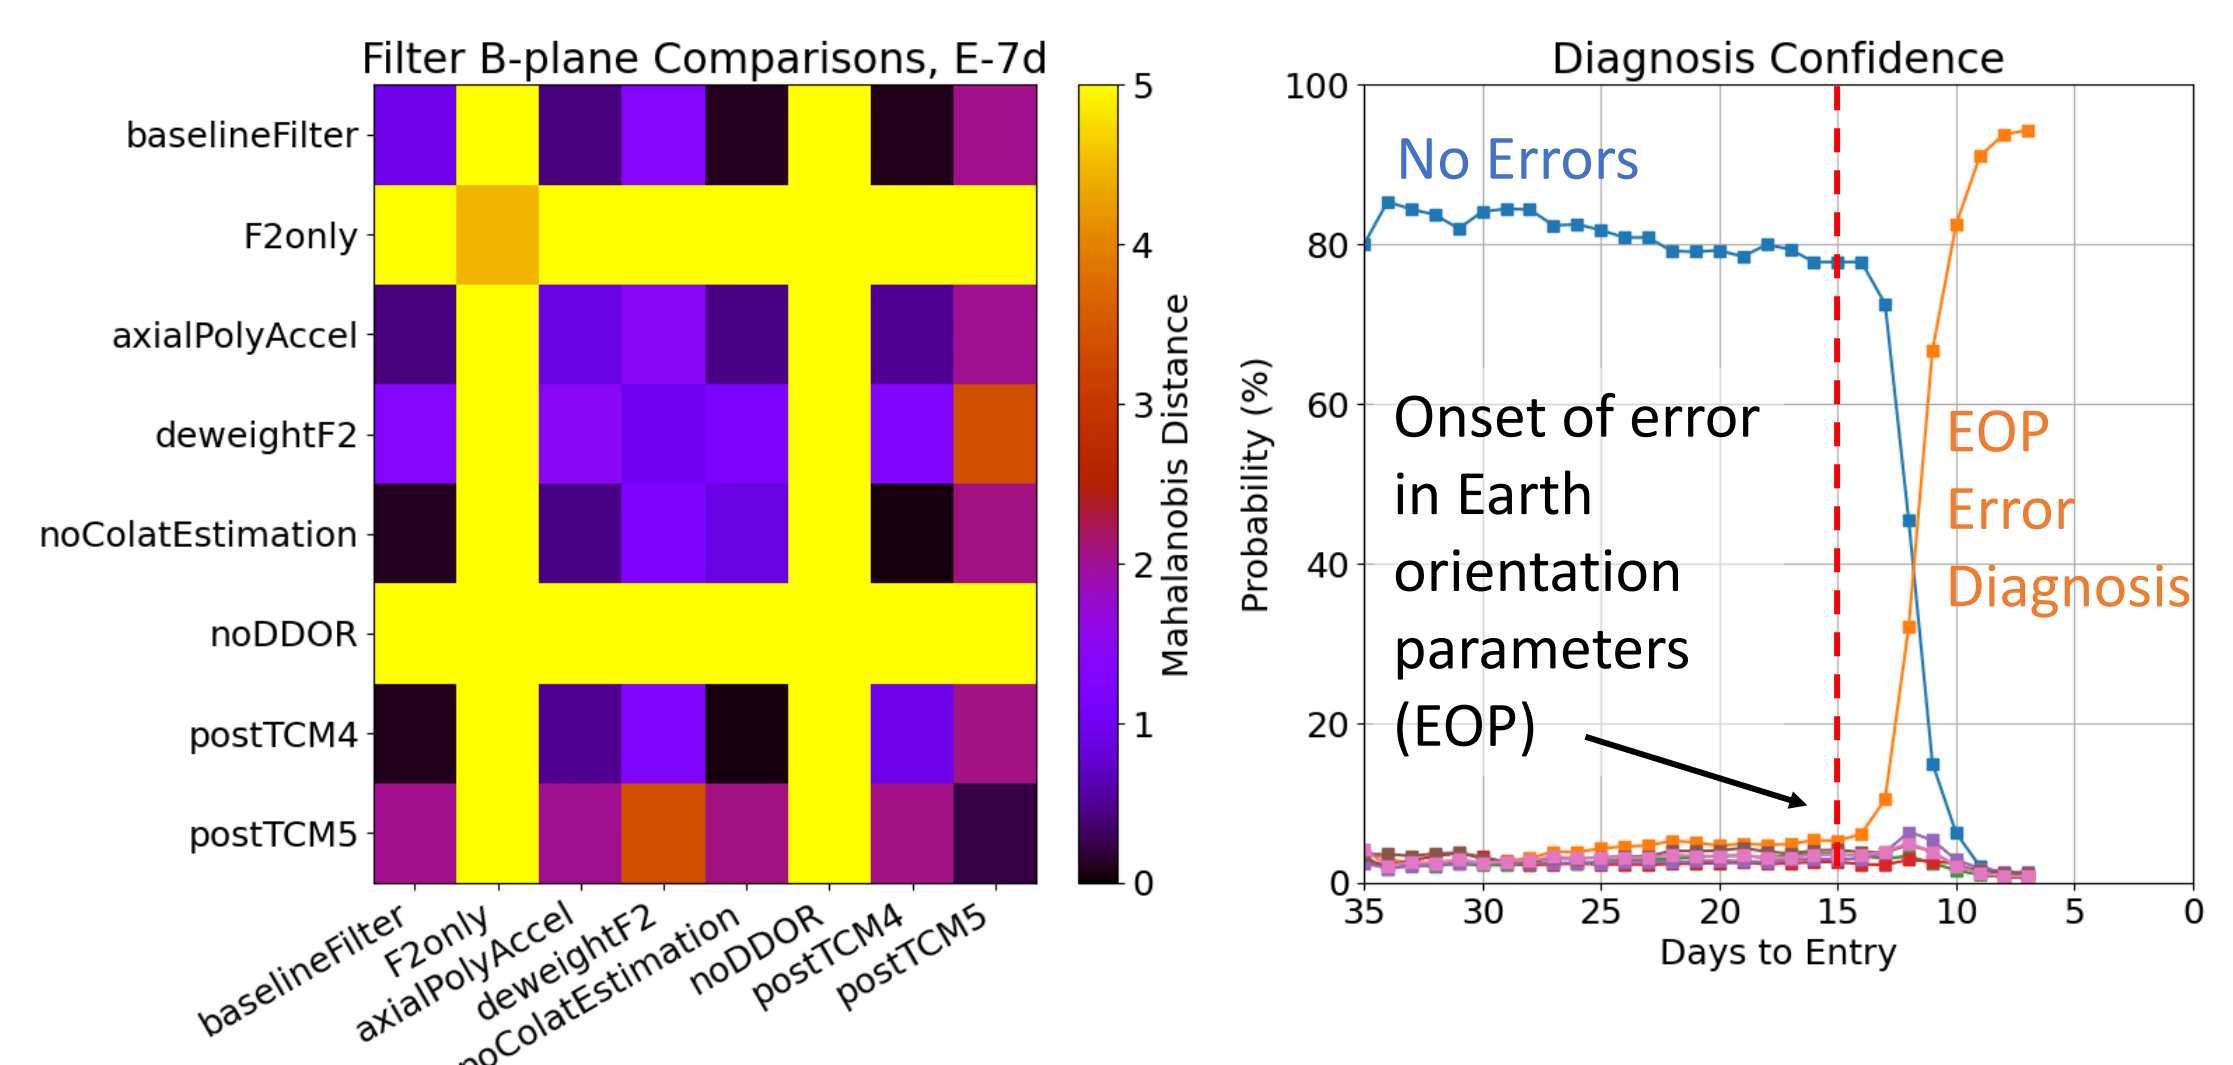 Filter B-plane Comparisons, E-7d
baselineFilter
F2only
axialPolyAccel
deweightF2
noColatEstimation
noDDOR
postTCM4
postTCM5
baselineFilter
F2only
axialPolyAccel
deweightF2
noColatEstimation
noDDOR
postTCM4
postTCM5
5
4
3
2
1
0
Mahalanobis Distance
Diagnosis Confidence
100
80
60
40
20
0
Probability (%)
No Errors
Onset of error
in Earth
orientation
parameters
(EOP)
EOP
Error
Diagnosis
35
30
25
20
15
10
5
0
Days to Entry